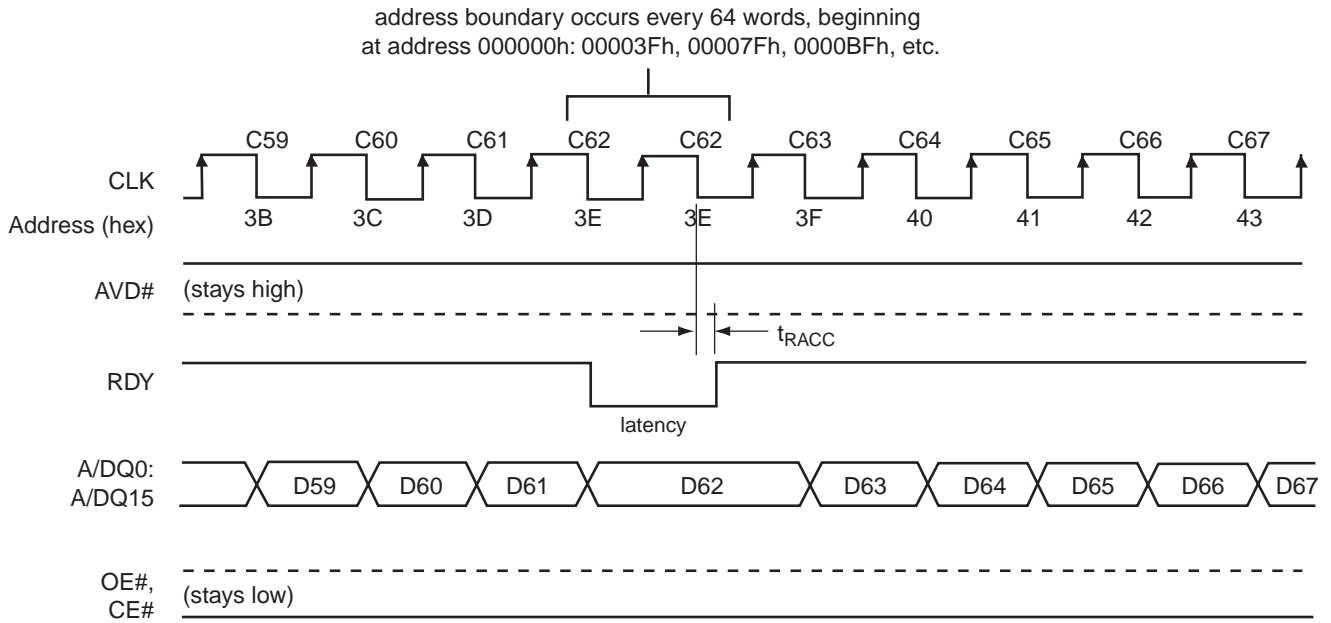 address boundary occurs every 64 words, beginning
at address 000000h: 00003Fh, 00007Fh, 0000BFh, etc.
C59 C60 C61 C62 C62 C63 C64 C65 C66 C67
CLK
Address (hex) 3B 3C 3D 3E 3E 3F 40 41 42 43
AVD# (stays high)
tRACC
RDY
latency
A/DQ0:
A/DQ15
D59 D60 D61 D62 D63 D64 D65 D66 D67
OE#,
CE#
(stays low)